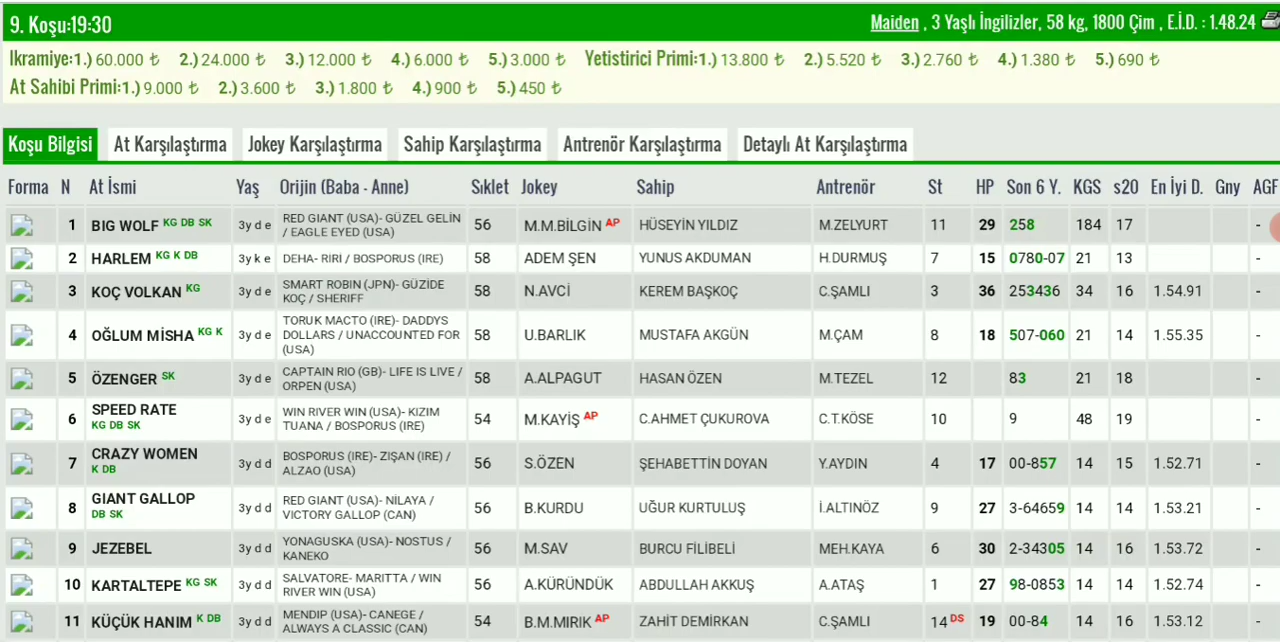 9. Koşu:19:30 Maiden , 3 Yaşlı İngilizler, 58 kg, 1800 Çim , E.İ.D. : 1.48.24
Ikramiye:1.) 60.000 ₺ 2.) 24.000 ₺ 3.) 12.000 ₺ 4.) 6.000 ₺ 5.) 3.000 ₺ Yetistirici Primi:1.) 13.800 ₺ 2.) 5.520 ₺ 3.) 2.760 ₺ 4.) 1.380 ₺ 5.) 690 ₺
At Sahibi Primi:1.) 9.000 ₺ 2.) 3.600 ₺ 3.) 1.800 ₺ 4.) 900 ₺ 5.) 450 ₺
Koşu Bilgisi At Karşılaştırma Jokey Karşılaştırma Sahip Karşılaştırma Antrenör Karşılaştırma Detaylı At Karşılaştırma
Forma N At İsmi Yaş Orijin (Baba - Anne) Sıklet Jokey Sahip Antrenör St HP Son 6 Y. KGS s20 En İyi D. Gny AGF
1 BIG WOLF KG DB SK 3y d e RED GIANT (USA)- GÜZEL GELİN / EAGLE EYED (USA) 56 M.M.BİLGİN AP HÜSEYİN YILDIZ M.ZELYURT 11 29 258 184 17 -
2 HARLEM KG K DB 3y k e DEHA- RIRI / BOSPORUS (IRE) 58 ADEM ŞEN YUNUS AKDUMAN H.DURMUŞ 7 15 0780-07 21 13 -
3 KOÇ VOLKAN KG 3y d e SMART ROBIN (JPN)- GÜZİDE KOÇ / SHERIFF 58 N.AVCİ KEREM BAŞKOÇ C.ŞAMLI 3 36 253436 34 16 1.54.91 -
4 OĞLUM MİSHA KG K 3y d e TORUK MACTO (IRE)- DADDYS DOLLARS / UNACCOUNTED FOR (USA) 58 U.BARLIK MUSTAFA AKGÜN M.ÇAM 8 18 507-060 21 14 1.55.35 -
5 ÖZENGER SK 3y d e CAPTAIN RIO (GB)- LIFE IS LIVE / ORPEN (USA) 58 A.ALPAGUT HASAN ÖZEN M.TEZEL 12 83 21 18 -
6 SPEED RATE KG DB SK 3y d e WIN RIVER WIN (USA)- KIZIM TUANA / BOSPORUS (IRE) 54 M.KAYİŞ AP C.AHMET ÇUKUROVA C.T.KÖSE 10 9 48 19 -
7 CRAZY WOMEN K DB 3y d d BOSPORUS (IRE)- ZIŞAN (IRE) / ALZAO (USA) 56 S.ÖZEN ŞEHABETTİN DOYAN Y.AYDIN 4 17 00-857 14 15 1.52.71 -
8 GIANT GALLOP DB SK 3y d d RED GIANT (USA)- NİLAYA / VICTORY GALLOP (CAN) 56 B.KURDU UĞUR KURTULUŞ İ.ALTINÖZ 9 27 3-64659 14 14 1.53.21 -
9 JEZEBEL 3y d d YONAGUSKA (USA)- NOSTUS / KANEKO 56 M.SAV BURCU FİLİBELİ MEH.KAYA 6 30 2-34305 14 16 1.53.72 -
10 KARTALTEPE KG SK 3y d d SALVATORE- MARITTA / WIN RIVER WIN (USA) 56 A.KÜRÜNDÜK ABDULLAH AKKUŞ A.ATAŞ 1 27 98-0853 14 14 1.52.74 -
11 KÜÇÜK HANIM K DB 3y d d MENDIP (USA)- CANEGE / ALWAYS A CLASSIC (CAN) 54 B.M.MIRIK AP ZAHİT DEMİRKAN C.ŞAMLI 14 DS 19 00-84 14 16 1.53.12 -